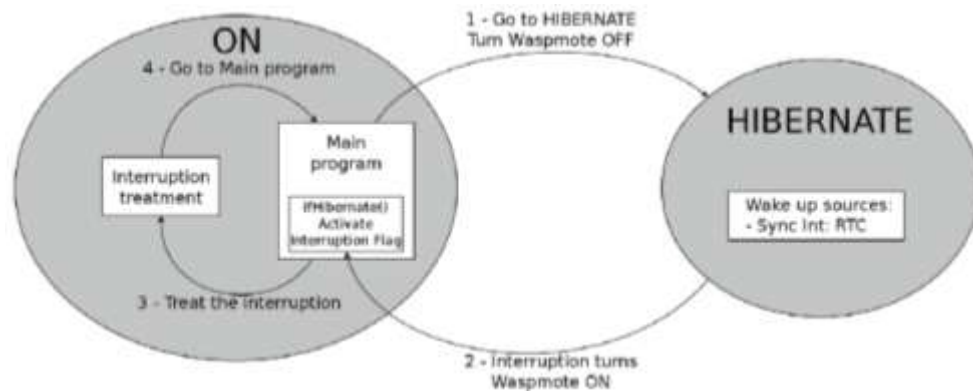 ON
4 - Go to Main program
Main
program
Interruption
treatment
ifHibernate()
Activate
Interruption Flag
3 - Treat the Interruption
1 - Go to HIBERNATE
Turn Waspmote OFF
HIBERNATE
Wake up sources:
- Sync Int: RTC
2 - Interruption turns
Waspmote ON